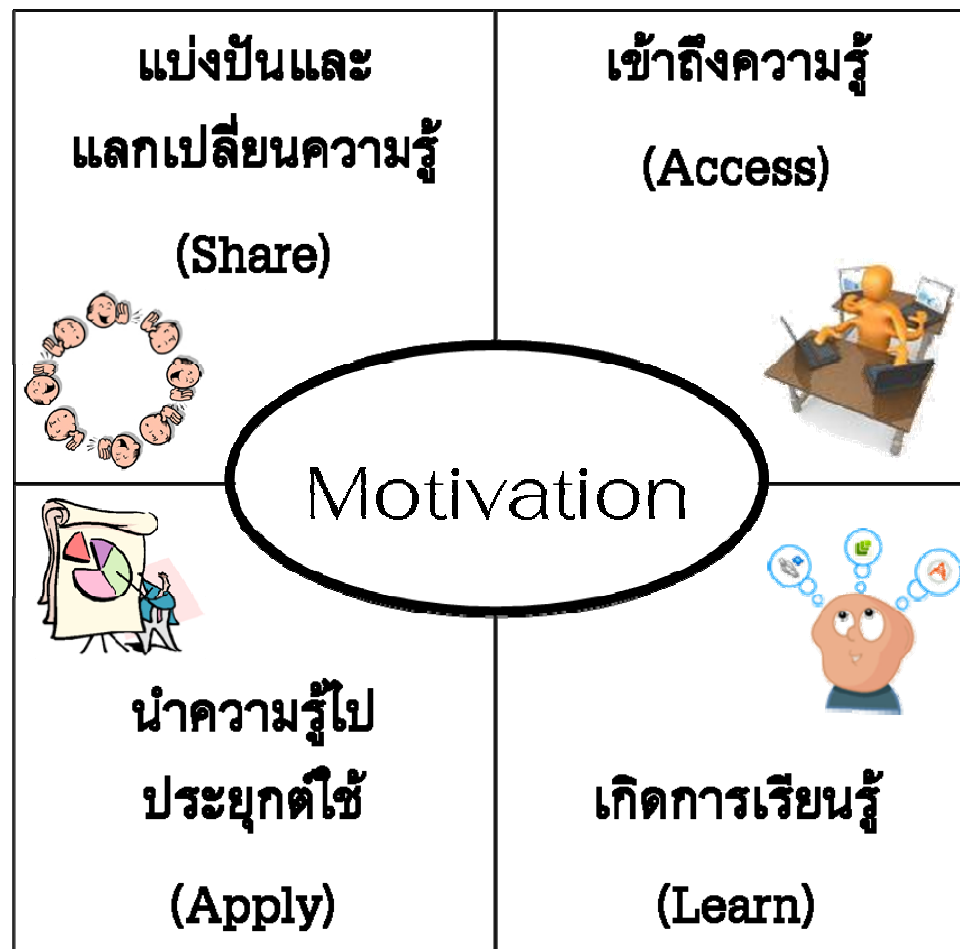 แบ่งปันและ
แลกเปลี่ยนความรู้
(Share)
เข้าถึงความรู้
(Access)
Motivation
นำความรู้ไป
ประยุกต์ใช้
(Apply)
เกิดการเรียนรู้
(Learn)